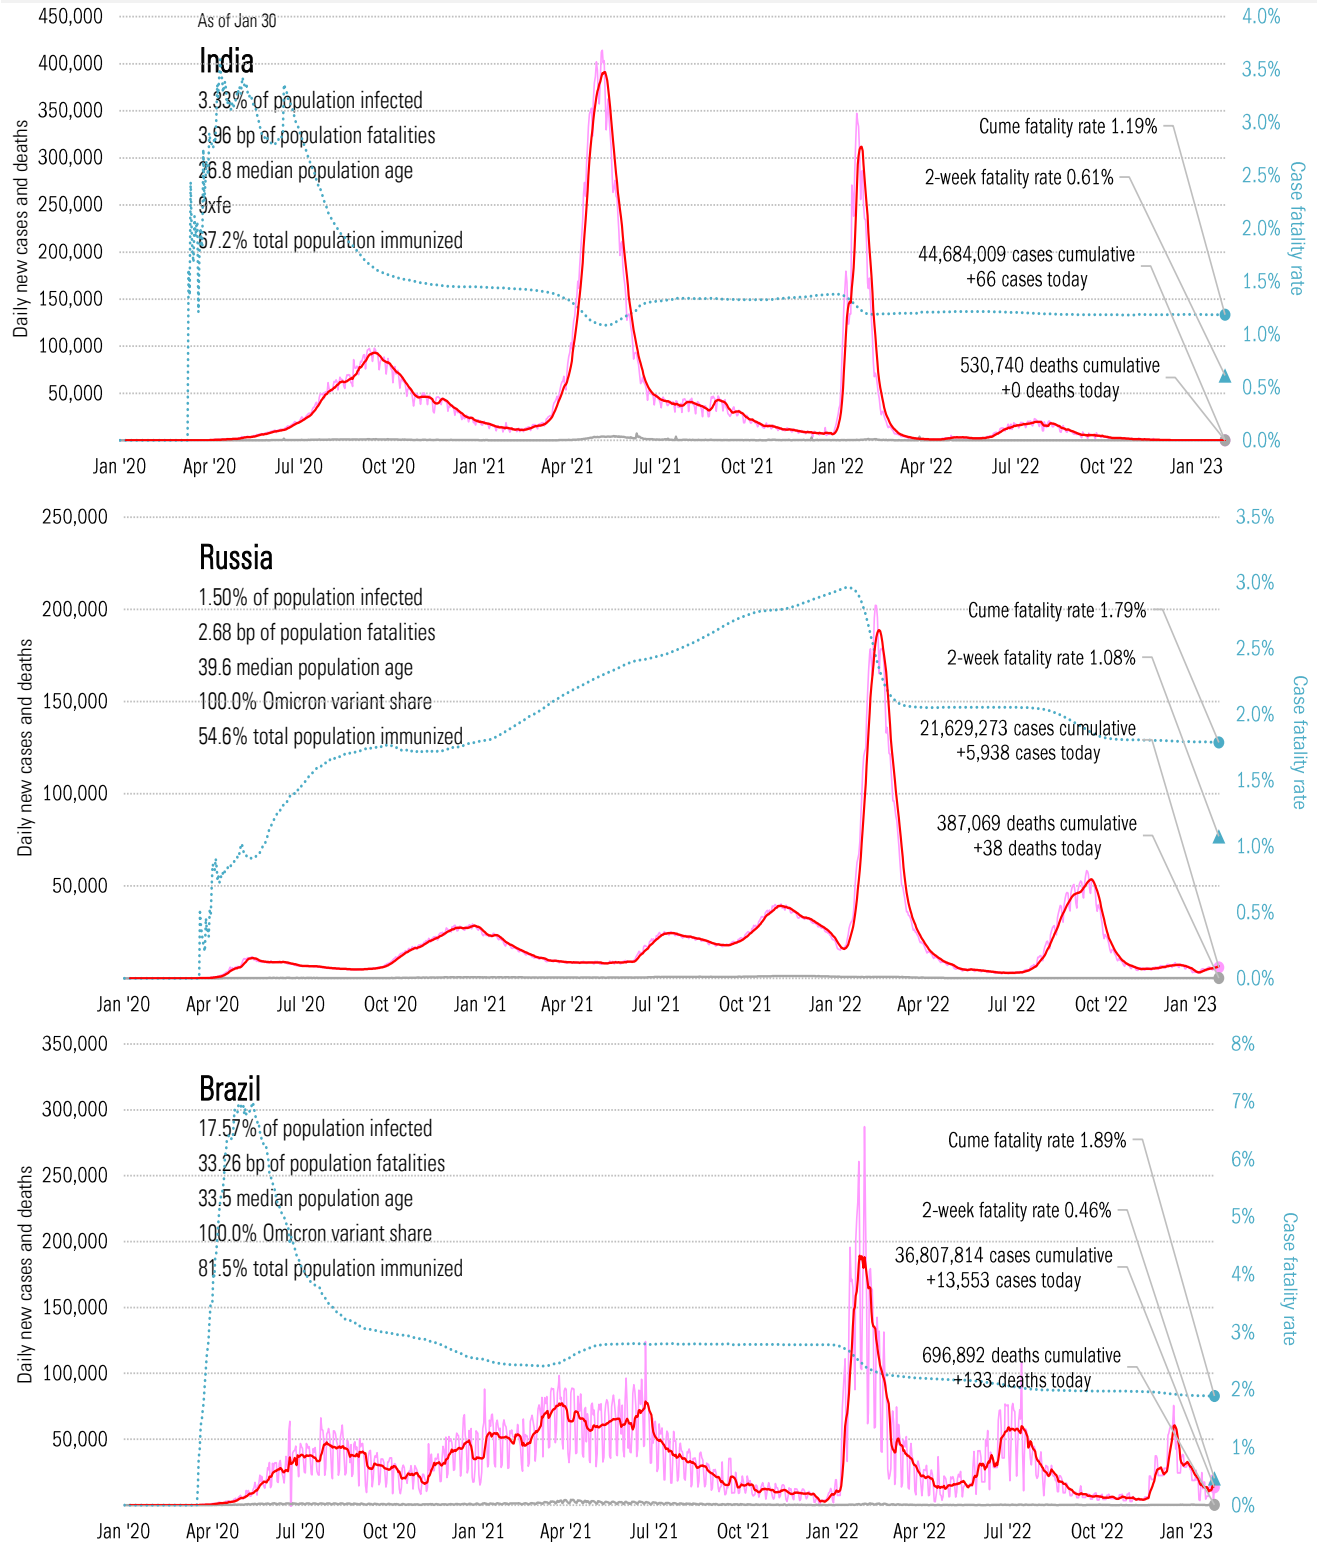 As of Jan 30
India
3.33% of population infected
3.96 bp of population fatalities
26.8 median population age
9xfe
67.2% total population immunized
Daily new cases and deaths
450,000
400,000
350,000
300,000
250,000
200,000
150,000
100,000
50,000
Cume fatality rate 1.19%
2-week fatality rate 0.61%
44,684,009 cases cumulative
+66 cases today
530,740 deaths cumulative
+0 deaths today
4.0%
3.5%
3.0%
2.5%
2.0%
1.5%
1.0%
0.5%
0.0%
Case fatality rate
Jan '20 Apr '20 Jul '20 Oct '20 Jan '21 Apr '21 Jul '21 Oct '21 Jan '22 Apr '22 Jul '22 Oct '22 Jan '23
Russia
1.50% of population infected
2.68 bp of population fatalities
39.6 median population age
100.0% Omicron variant share
54.6% total population immunized
Daily new cases and deaths
250,000
200,000
150,000
100,000
50,000
Cume fatality rate 1.79%
2-week fatality rate 1.08%
21,629,273 cases cumulative
+5,938 cases today
387,069 deaths cumulative
+38 deaths today
3.5%
3.0%
2.5%
2.0%
1.5%
1.0%
0.5%
0.0%
Case fatality rate
Jan '20 Apr '20 Jul '20 Oct '20 Jan '21 Apr '21 Jul '21 Oct '21 Jan '22 Apr '22 Jul '22 Oct '22 Jan '23
Brazil
17.57% of population infected
33.26 bp of population fatalities
33.5 median population age
100.0% Omicron variant share
81.5% total population immunized
Daily new cases and deaths
350,000
300,000
250,000
200,000
150,000
100,000
50,000
Cume fatality rate 1.89%
2-week fatality rate 0.46%
36,807,814 cases cumulative
+13,553 cases today
696,892 deaths cumulative
+133 deaths today
8%
7%
6%
5%
4%
3%
2%
1%
0%
Case fatality rate
Jan '20 Apr '20 Jul '20 Oct '20 Jan '21 Apr '21 Jul '21 Oct '21 Jan '22 Apr '22 Jul '22 Oct '22 Jan '23